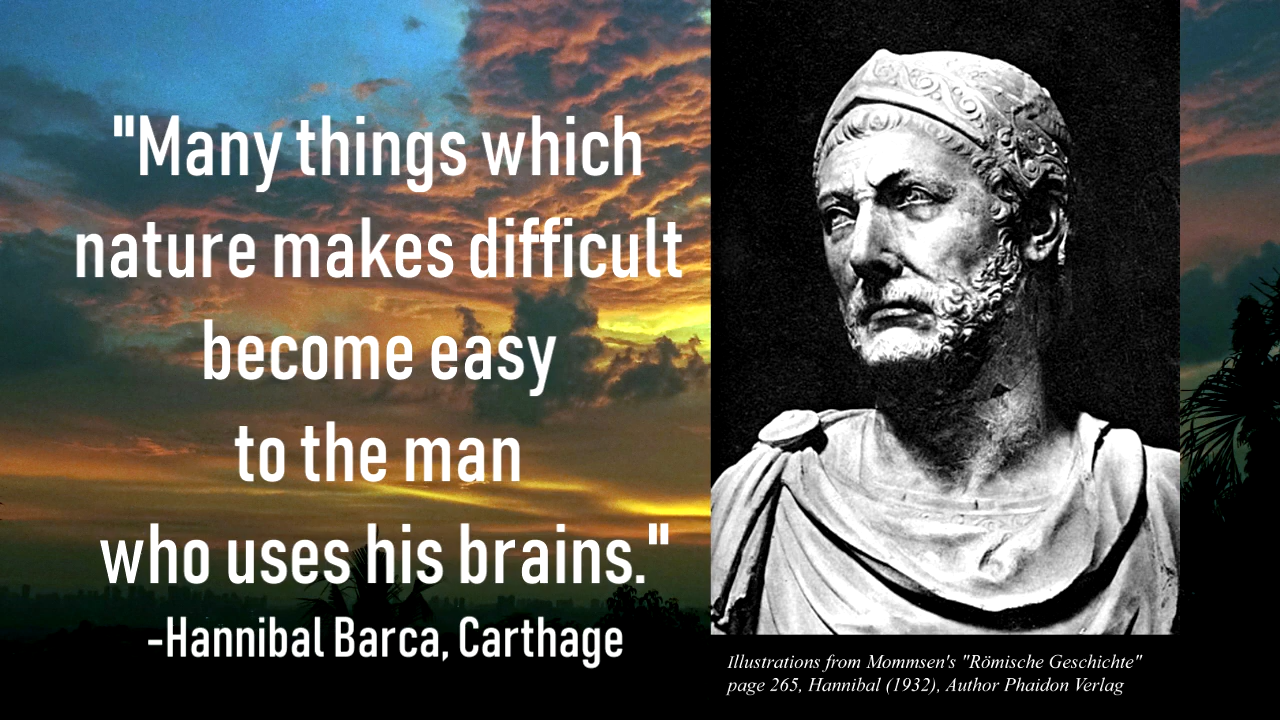 "Many things which
nature makes difficult
become easy
to the man
who uses his brains."
-Hannibal Barca, Carthage
Illustrations from Mommsen's "Römische Geschichte"
page 265, Hannibal (1932), Author Phaidon Verlag